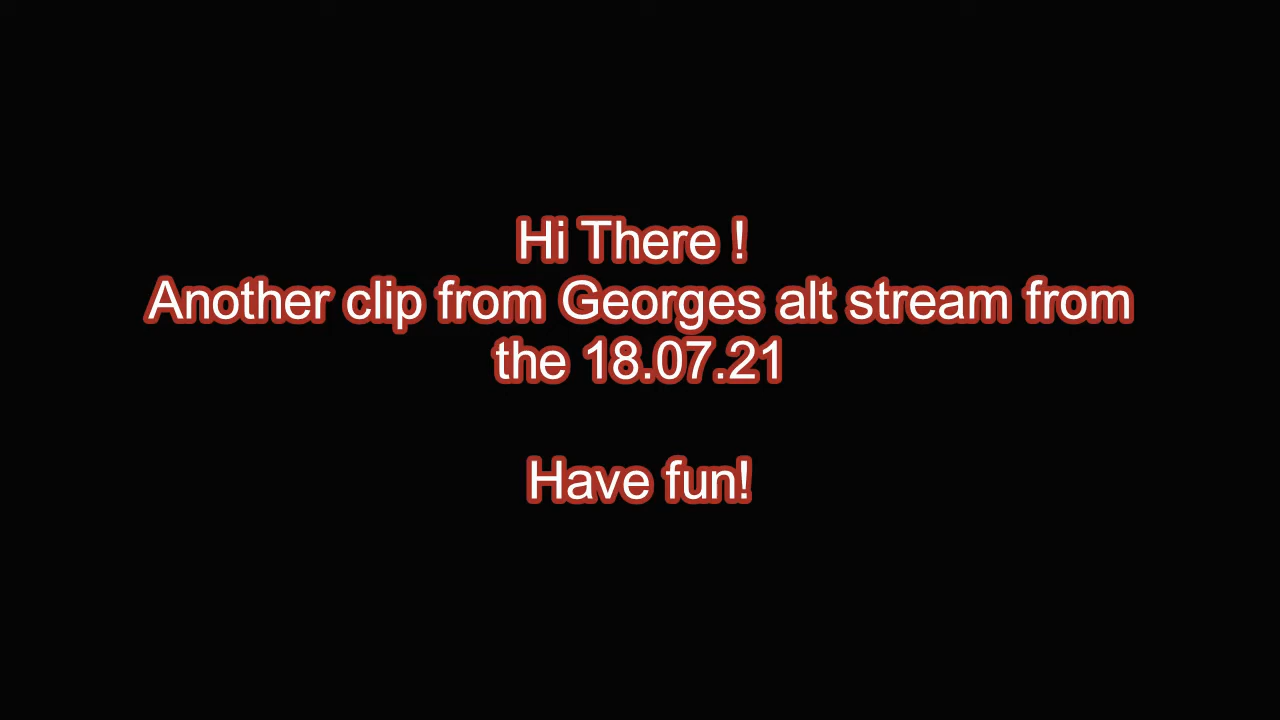 Hi There !
Another clip from Georges alt stream from
the 18.07.21
Have fun!